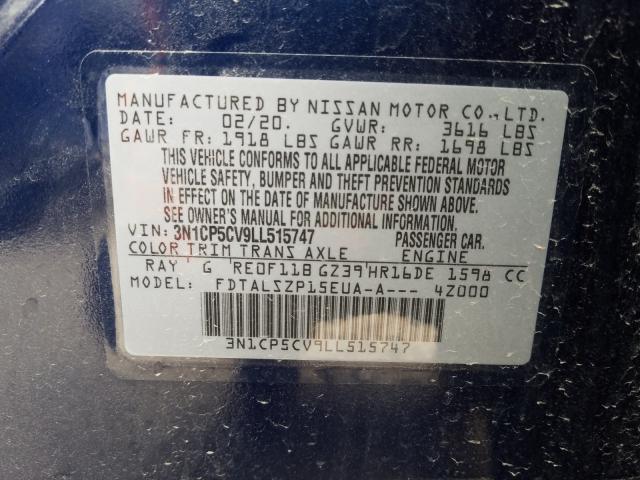 MANUFACTURED BY NISSAN MOTOR CO.,LTD.
DATE: 02/20. GVWR: 3616 LBS
GAWR FR: 1918 LBS GAWR RR: 1698 LBS
THIS VEHICLE CONFORMS TO ALL APPLICABLE FEDERAL MOTOR
VEHICLE SAFETY, BUMPER AND THEFT PREVENTION STANDARDS
IN EFFECT ON THE DATE OF MANUFACTURE SHOWN ABOVE.
SEE OWNER'S MANUAL FOR ADDITIONAL INFORMATION.
VIN: 3N1CP5CV9LL515747 PASSENGER CAR.
COLOR TRIM TRANS AXLE ENGINE
RAY G RE0F11B GZ39 HR16DE 1598 CC
MODEL: FDTALSZP15EUA-A--- 4Z000
3N1CP5CV9LL515747